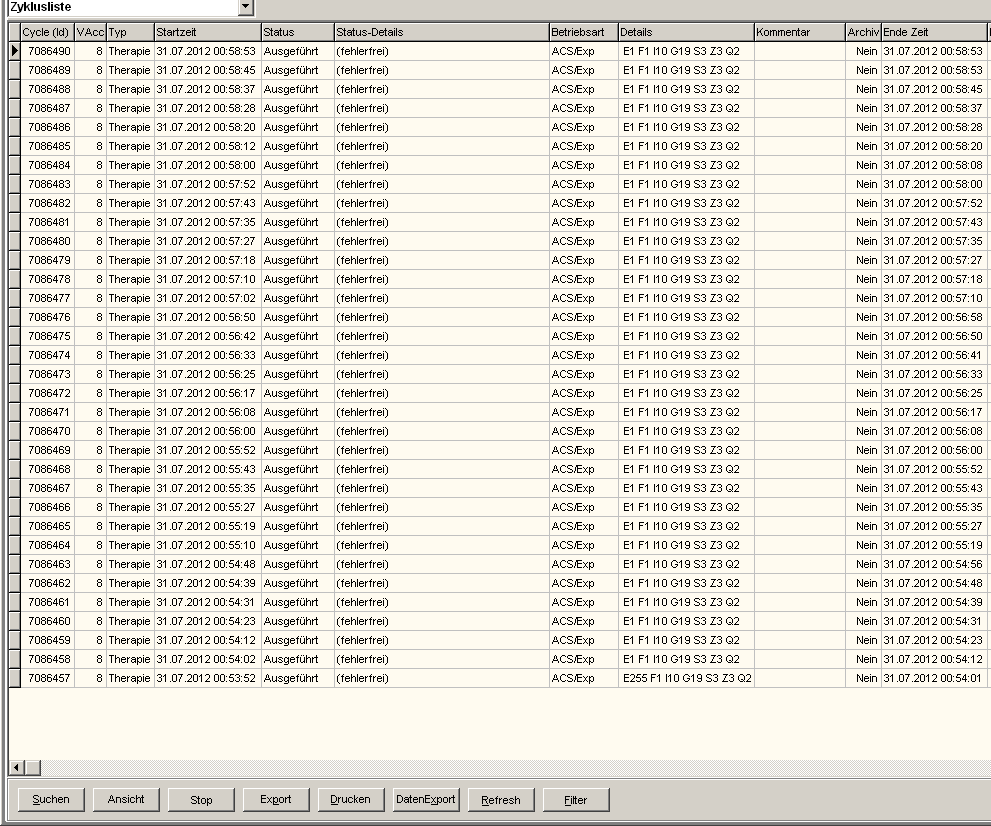 Zyklusliste
Cycle (Id) VAcc Typ Startzeit Status Status-Details Betriebsart Details Kommentar Archiv Ende Zeit
7086490 8 Therapie 31.07.2012 00:58:53 Ausgeführt (fehlerfrei) ACS/Exp E1 F1 I10 G19 S3 Z3 Q2 Nein 31.07.2012 00:58:53
7086489 8 Therapie 31.07.2012 00:58:45 Ausgeführt (fehlerfrei) ACS/Exp E1 F1 I10 G19 S3 Z3 Q2 Nein 31.07.2012 00:58:53
7086488 8 Therapie 31.07.2012 00:58:37 Ausgeführt (fehlerfrei) ACS/Exp E1 F1 I10 G19 S3 Z3 Q2 Nein 31.07.2012 00:58:45
7086487 8 Therapie 31.07.2012 00:58:28 Ausgeführt (fehlerfrei) ACS/Exp E1 F1 I10 G19 S3 Z3 Q2 Nein 31.07.2012 00:58:37
7086486 8 Therapie 31.07.2012 00:58:20 Ausgeführt (fehlerfrei) ACS/Exp E1 F1 I10 G19 S3 Z3 Q2 Nein 31.07.2012 00:58:28
7086485 8 Therapie 31.07.2012 00:58:12 Ausgeführt (fehlerfrei) ACS/Exp E1 F1 I10 G19 S3 Z3 Q2 Nein 31.07.2012 00:58:20
7086484 8 Therapie 31.07.2012 00:58:00 Ausgeführt (fehlerfrei) ACS/Exp E1 F1 I10 G19 S3 Z3 Q2 Nein 31.07.2012 00:58:08
7086483 8 Therapie 31.07.2012 00:57:52 Ausgeführt (fehlerfrei) ACS/Exp E1 F1 I10 G19 S3 Z3 Q2 Nein 31.07.2012 00:58:00
7086482 8 Therapie 31.07.2012 00:57:43 Ausgeführt (fehlerfrei) ACS/Exp E1 F1 I10 G19 S3 Z3 Q2 Nein 31.07.2012 00:57:52
7086481 8 Therapie 31.07.2012 00:57:35 Ausgeführt (fehlerfrei) ACS/Exp E1 F1 I10 G19 S3 Z3 Q2 Nein 31.07.2012 00:57:43
7086480 8 Therapie 31.07.2012 00:57:27 Ausgeführt (fehlerfrei) ACS/Exp E1 F1 I10 G19 S3 Z3 Q2 Nein 31.07.2012 00:57:35
7086479 8 Therapie 31.07.2012 00:57:18 Ausgeführt (fehlerfrei) ACS/Exp E1 F1 I10 G19 S3 Z3 Q2 Nein 31.07.2012 00:57:27
7086478 8 Therapie 31.07.2012 00:57:10 Ausgeführt (fehlerfrei) ACS/Exp E1 F1 I10 G19 S3 Z3 Q2 Nein 31.07.2012 00:57:18
7086477 8 Therapie 31.07.2012 00:57:02 Ausgeführt (fehlerfrei) ACS/Exp E1 F1 I10 G19 S3 Z3 Q2 Nein 31.07.2012 00:57:10
7086476 8 Therapie 31.07.2012 00:56:50 Ausgeführt (fehlerfrei) ACS/Exp E1 F1 I10 G19 S3 Z3 Q2 Nein 31.07.2012 00:56:58
7086475 8 Therapie 31.07.2012 00:56:42 Ausgeführt (fehlerfrei) ACS/Exp E1 F1 I10 G19 S3 Z3 Q2 Nein 31.07.2012 00:56:50
7086474 8 Therapie 31.07.2012 00:56:33 Ausgeführt (fehlerfrei) ACS/Exp E1 F1 I10 G19 S3 Z3 Q2 Nein 31.07.2012 00:56:41
7086473 8 Therapie 31.07.2012 00:56:25 Ausgeführt (fehlerfrei) ACS/Exp E1 F1 I10 G19 S3 Z3 Q2 Nein 31.07.2012 00:56:33
7086472 8 Therapie 31.07.2012 00:56:17 Ausgeführt (fehlerfrei) ACS/Exp E1 F1 I10 G19 S3 Z3 Q2 Nein 31.07.2012 00:56:25
7086471 8 Therapie 31.07.2012 00:56:08 Ausgeführt (fehlerfrei) ACS/Exp E1 F1 I10 G19 S3 Z3 Q2 Nein 31.07.2012 00:56:17
7086470 8 Therapie 31.07.2012 00:56:00 Ausgeführt (fehlerfrei) ACS/Exp E1 F1 I10 G19 S3 Z3 Q2 Nein 31.07.2012 00:56:08
7086469 8 Therapie 31.07.2012 00:55:52 Ausgeführt (fehlerfrei) ACS/Exp E1 F1 I10 G19 S3 Z3 Q2 Nein 31.07.2012 00:56:00
7086468 8 Therapie 31.07.2012 00:55:43 Ausgeführt (fehlerfrei) ACS/Exp E1 F1 I10 G19 S3 Z3 Q2 Nein 31.07.2012 00:55:52
7086467 8 Therapie 31.07.2012 00:55:35 Ausgeführt (fehlerfrei) ACS/Exp E1 F1 I10 G19 S3 Z3 Q2 Nein 31.07.2012 00:55:43
7086466 8 Therapie 31.07.2012 00:55:27 Ausgeführt (fehlerfrei) ACS/Exp E1 F1 I10 G19 S3 Z3 Q2 Nein 31.07.2012 00:55:35
7086465 8 Therapie 31.07.2012 00:55:19 Ausgeführt (fehlerfrei) ACS/Exp E1 F1 I10 G19 S3 Z3 Q2 Nein 31.07.2012 00:55:27
7086464 8 Therapie 31.07.2012 00:55:10 Ausgeführt (fehlerfrei) ACS/Exp E1 F1 I10 G19 S3 Z3 Q2 Nein 31.07.2012 00:55:19
7086463 8 Therapie 31.07.2012 00:54:48 Ausgeführt (fehlerfrei) ACS/Exp E1 F1 I10 G19 S3 Z3 Q2 Nein 31.07.2012 00:54:56
7086462 8 Therapie 31.07.2012 00:54:39 Ausgeführt (fehlerfrei) ACS/Exp E1 F1 I10 G19 S3 Z3 Q2 Nein 31.07.2012 00:54:48
7086461 8 Therapie 31.07.2012 00:54:31 Ausgeführt (fehlerfrei) ACS/Exp E1 F1 I10 G19 S3 Z3 Q2 Nein 31.07.2012 00:54:39
7086460 8 Therapie 31.07.2012 00:54:23 Ausgeführt (fehlerfrei) ACS/Exp E1 F1 I10 G19 S3 Z3 Q2 Nein 31.07.2012 00:54:31
7086459 8 Therapie 31.07.2012 00:54:12 Ausgeführt (fehlerfrei) ACS/Exp E1 F1 I10 G19 S3 Z3 Q2 Nein 31.07.2012 00:54:23
7086458 8 Therapie 31.07.2012 00:54:02 Ausgeführt (fehlerfrei) ACS/Exp E1 F1 I10 G19 S3 Z3 Q2 Nein 31.07.2012 00:54:12
7086457 8 Therapie 31.07.2012 00:53:52 Ausgeführt (fehlerfrei) ACS/Exp E255 F1 I10 G19 S3 Z3 Q2 Nein 31.07.2012 00:54:01
Suchen Ansicht Stop Export Drucken DatenExport Refresh Filter